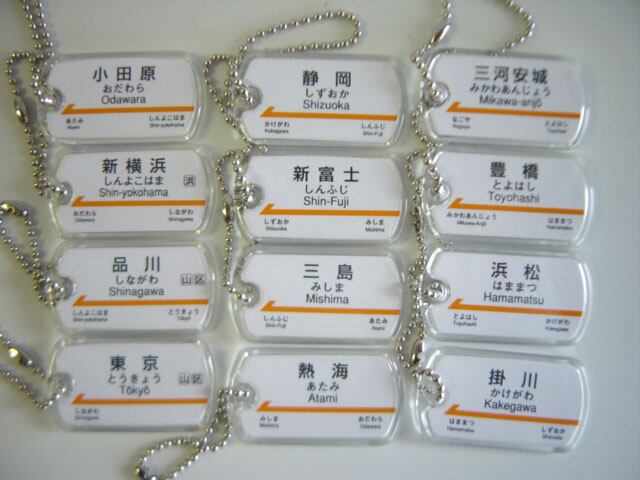 小田原
おだわら
Odawara
あたみ しんよこはま
Atami Shin-yokohama
新横浜
しんよこはま 浜
Shin-yokohama
おだわら しながわ
Odawara Shinagawa
品川
しながわ 山区
Shinagawa
しんよこはま とうきょう
Shin-yokohama Tōkyō
東京
とうきょう 山区
Tōkyō
しながわ
Shinagawa
静岡
しずおか
Shizuoka
かけがわ しんふじ
Kakegawa Shin-Fuji
新富士
しんふじ
Shin-Fuji
しずおか みしま
Shizuoka Mishima
三島
みしま
Mishima
しんふじ あたみ
Shin-Fuji Atami
熱海
あたみ
Atami
みしま おだわら
Mishima Odawara
三河安城
みかわあんじょう
Mikawa-anjō
なごや とよはし
Nagoya Toyohashi
豊橋
とよはし
Toyohashi
みかわあんじょう はままつ
Mikawa-Anjō Hamamatsu
浜松
はままつ
Hamamatsu
とよはし かけがわ
Toyohashi Kakegawa
掛川
かけがわ
Kakegawa
はままつ しずおか
Hamamatsu Shizuoka